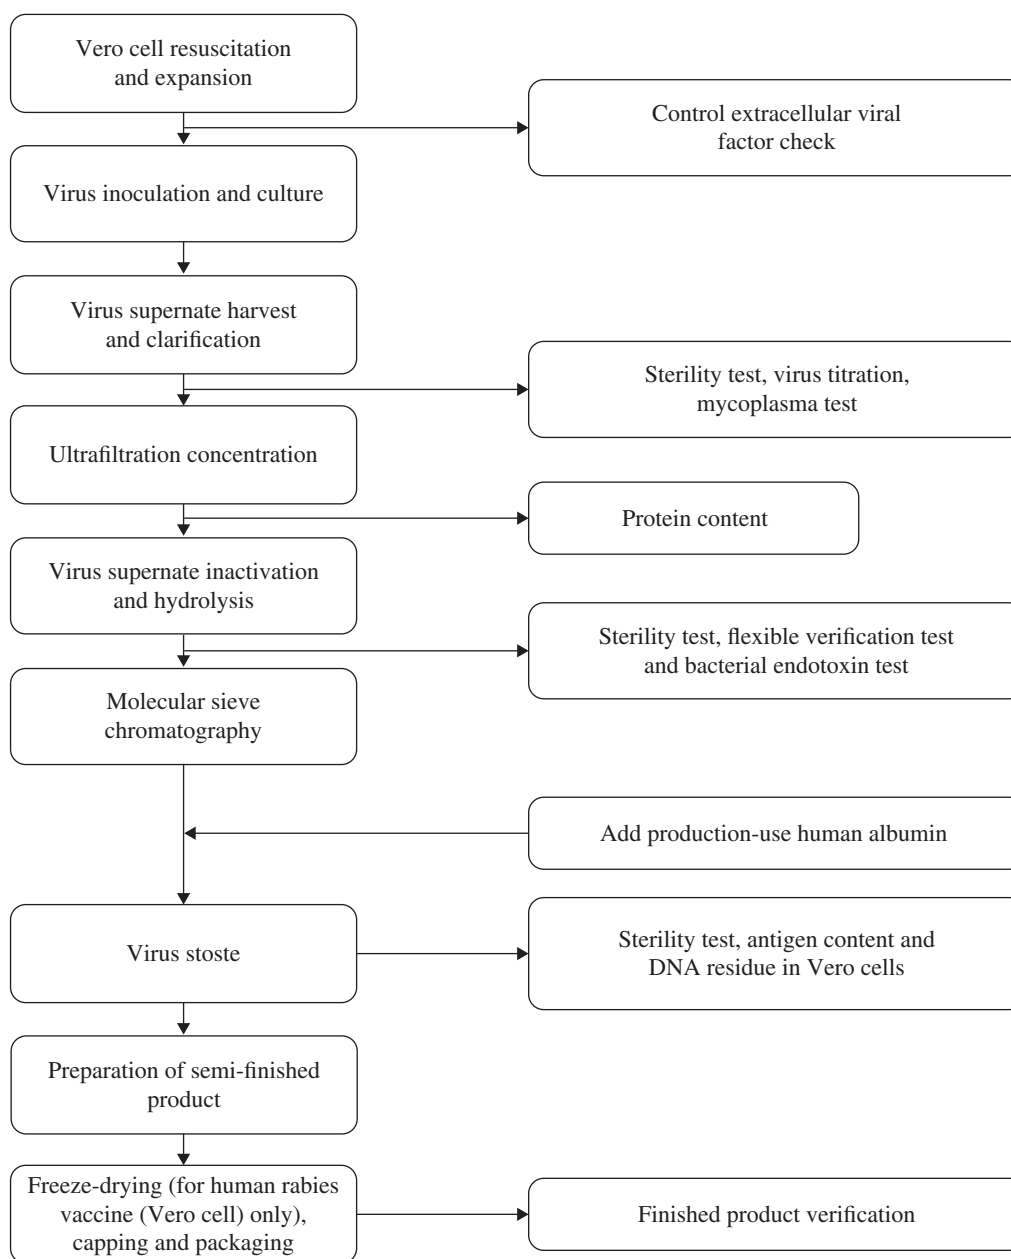 Vero cell resuscitation
and expansion
Control extracellular viral
factor check
Virus inoculation and culture
Virus supernate harvest
and clarification
Sterility test, virus titration,
mycoplasma test
Ultrafiltration concentration
Protein content
Virus supernate inactivation
and hydrolysis
Sterility test, flexible verification test
and bacterial endotoxin test
Molecular sieve
chromatography
Add production-use human albumin
Virus stoste
Sterility test, antigen content and
DNA residue in Vero cells
Preparation of semi-finished
product
Freeze-drying (for human rabies
vaccine (Vero cell) only),
capping and packaging
Finished product verification